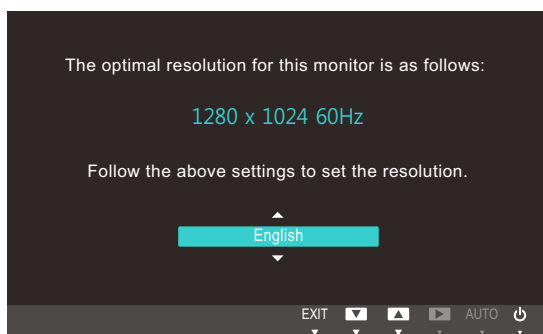 The optimal resolution for this monitor is as follows:
1280 x 1024 60Hz
Follow the above settings to set the resolution.
English
EXIT AUTO